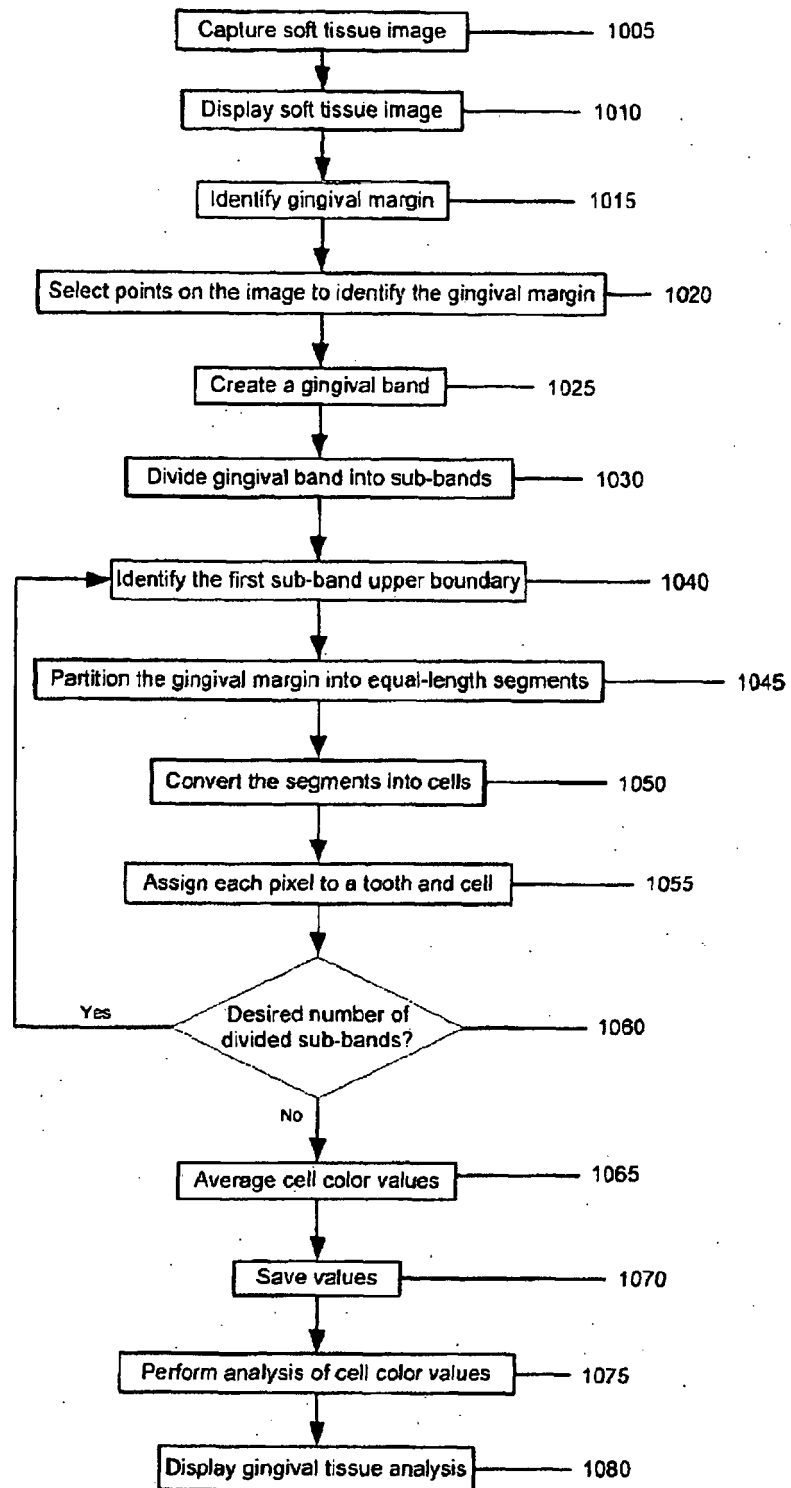 Capture soft tissue image 1005
Display soft tissue image 1010
Identify gingival margin 1015
Select points on the image to identify the gingival margin 1020
Create a gingival band 1025
Divide gingival band into sub-bands 1030
Identify the first sub-band upper boundary 1040
Partition the gingival margin into equal-length segments 1045
Convert the segments into cells 1050
Assign each pixel to a tooth and cell 1055
Yes
Desired number of
divided sub-bands?
1060
No
Average cell color values 1065
Save values 1070
Perform analysis of cell color values 1075
Display gingival tissue analysis 1080